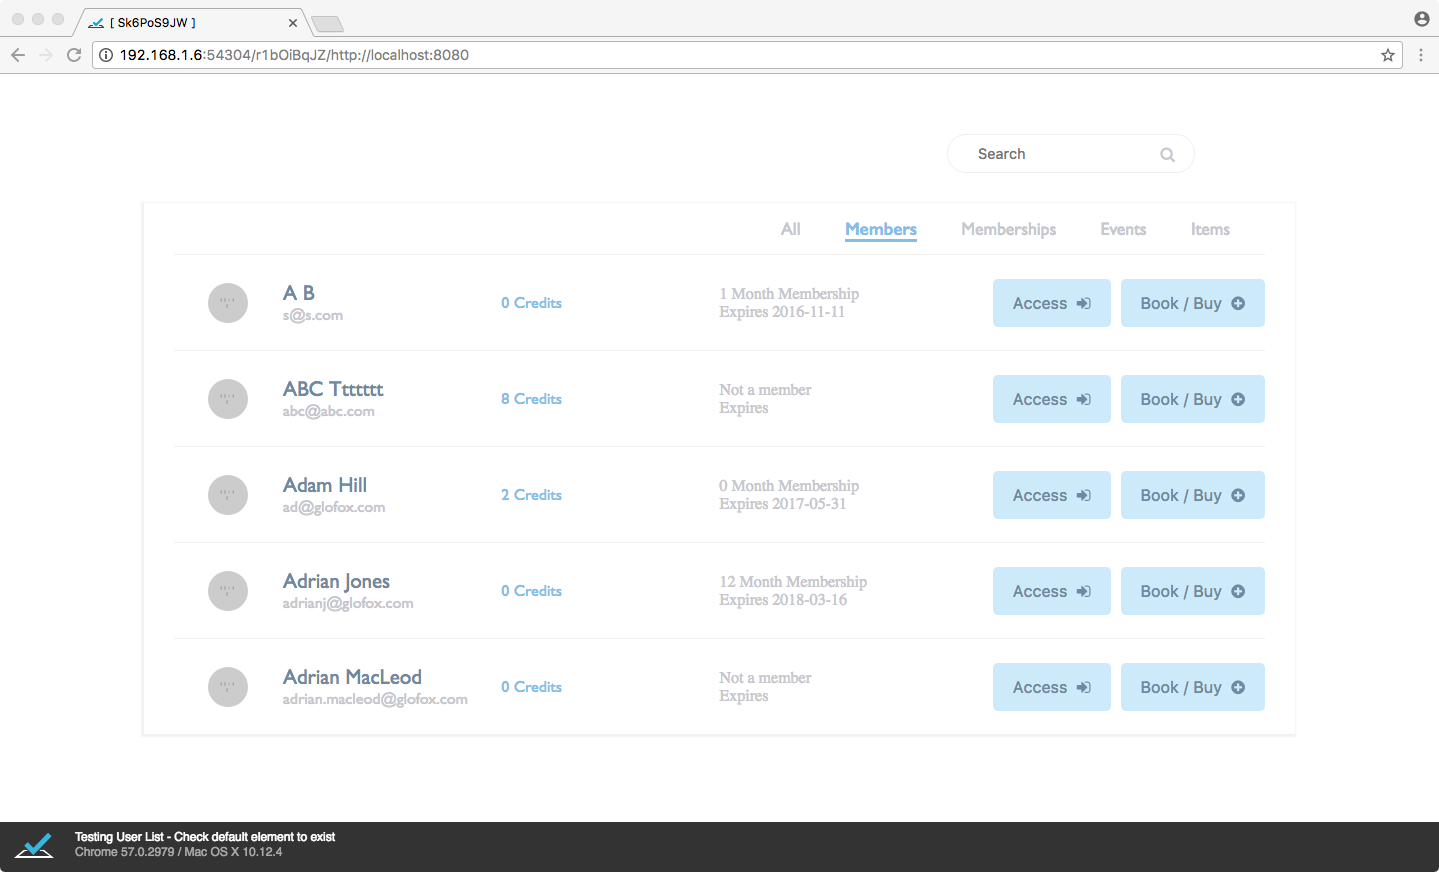 [ Sk6PoS9JW ]
192.168.1.6:54304/r1bOiBqJZ/http://localhost:8080
Search
All Members Memberships Events Items
A B
s@s.com
0 Credits
1 Month Membership
Expires 2016-11-11
Access
Book / Buy
ABC Ttttttt
abc@abc.com
8 Credits
Not a member
Expires
Access
Book / Buy
Adam Hill
ad@glofox.com
2 Credits
0 Month Membership
Expires 2017-05-31
Access
Book / Buy
Adrian Jones
adrianj@glofox.com
0 Credits
12 Month Membership
Expires 2018-03-16
Access
Book / Buy
Adrian MacLeod
adrian.macleod@glofox.com
0 Credits
Not a member
Expires
Access
Book / Buy
Testing User List - Check default element to exist
Chrome 57.0.2979 / Mac OS X 10.12.4